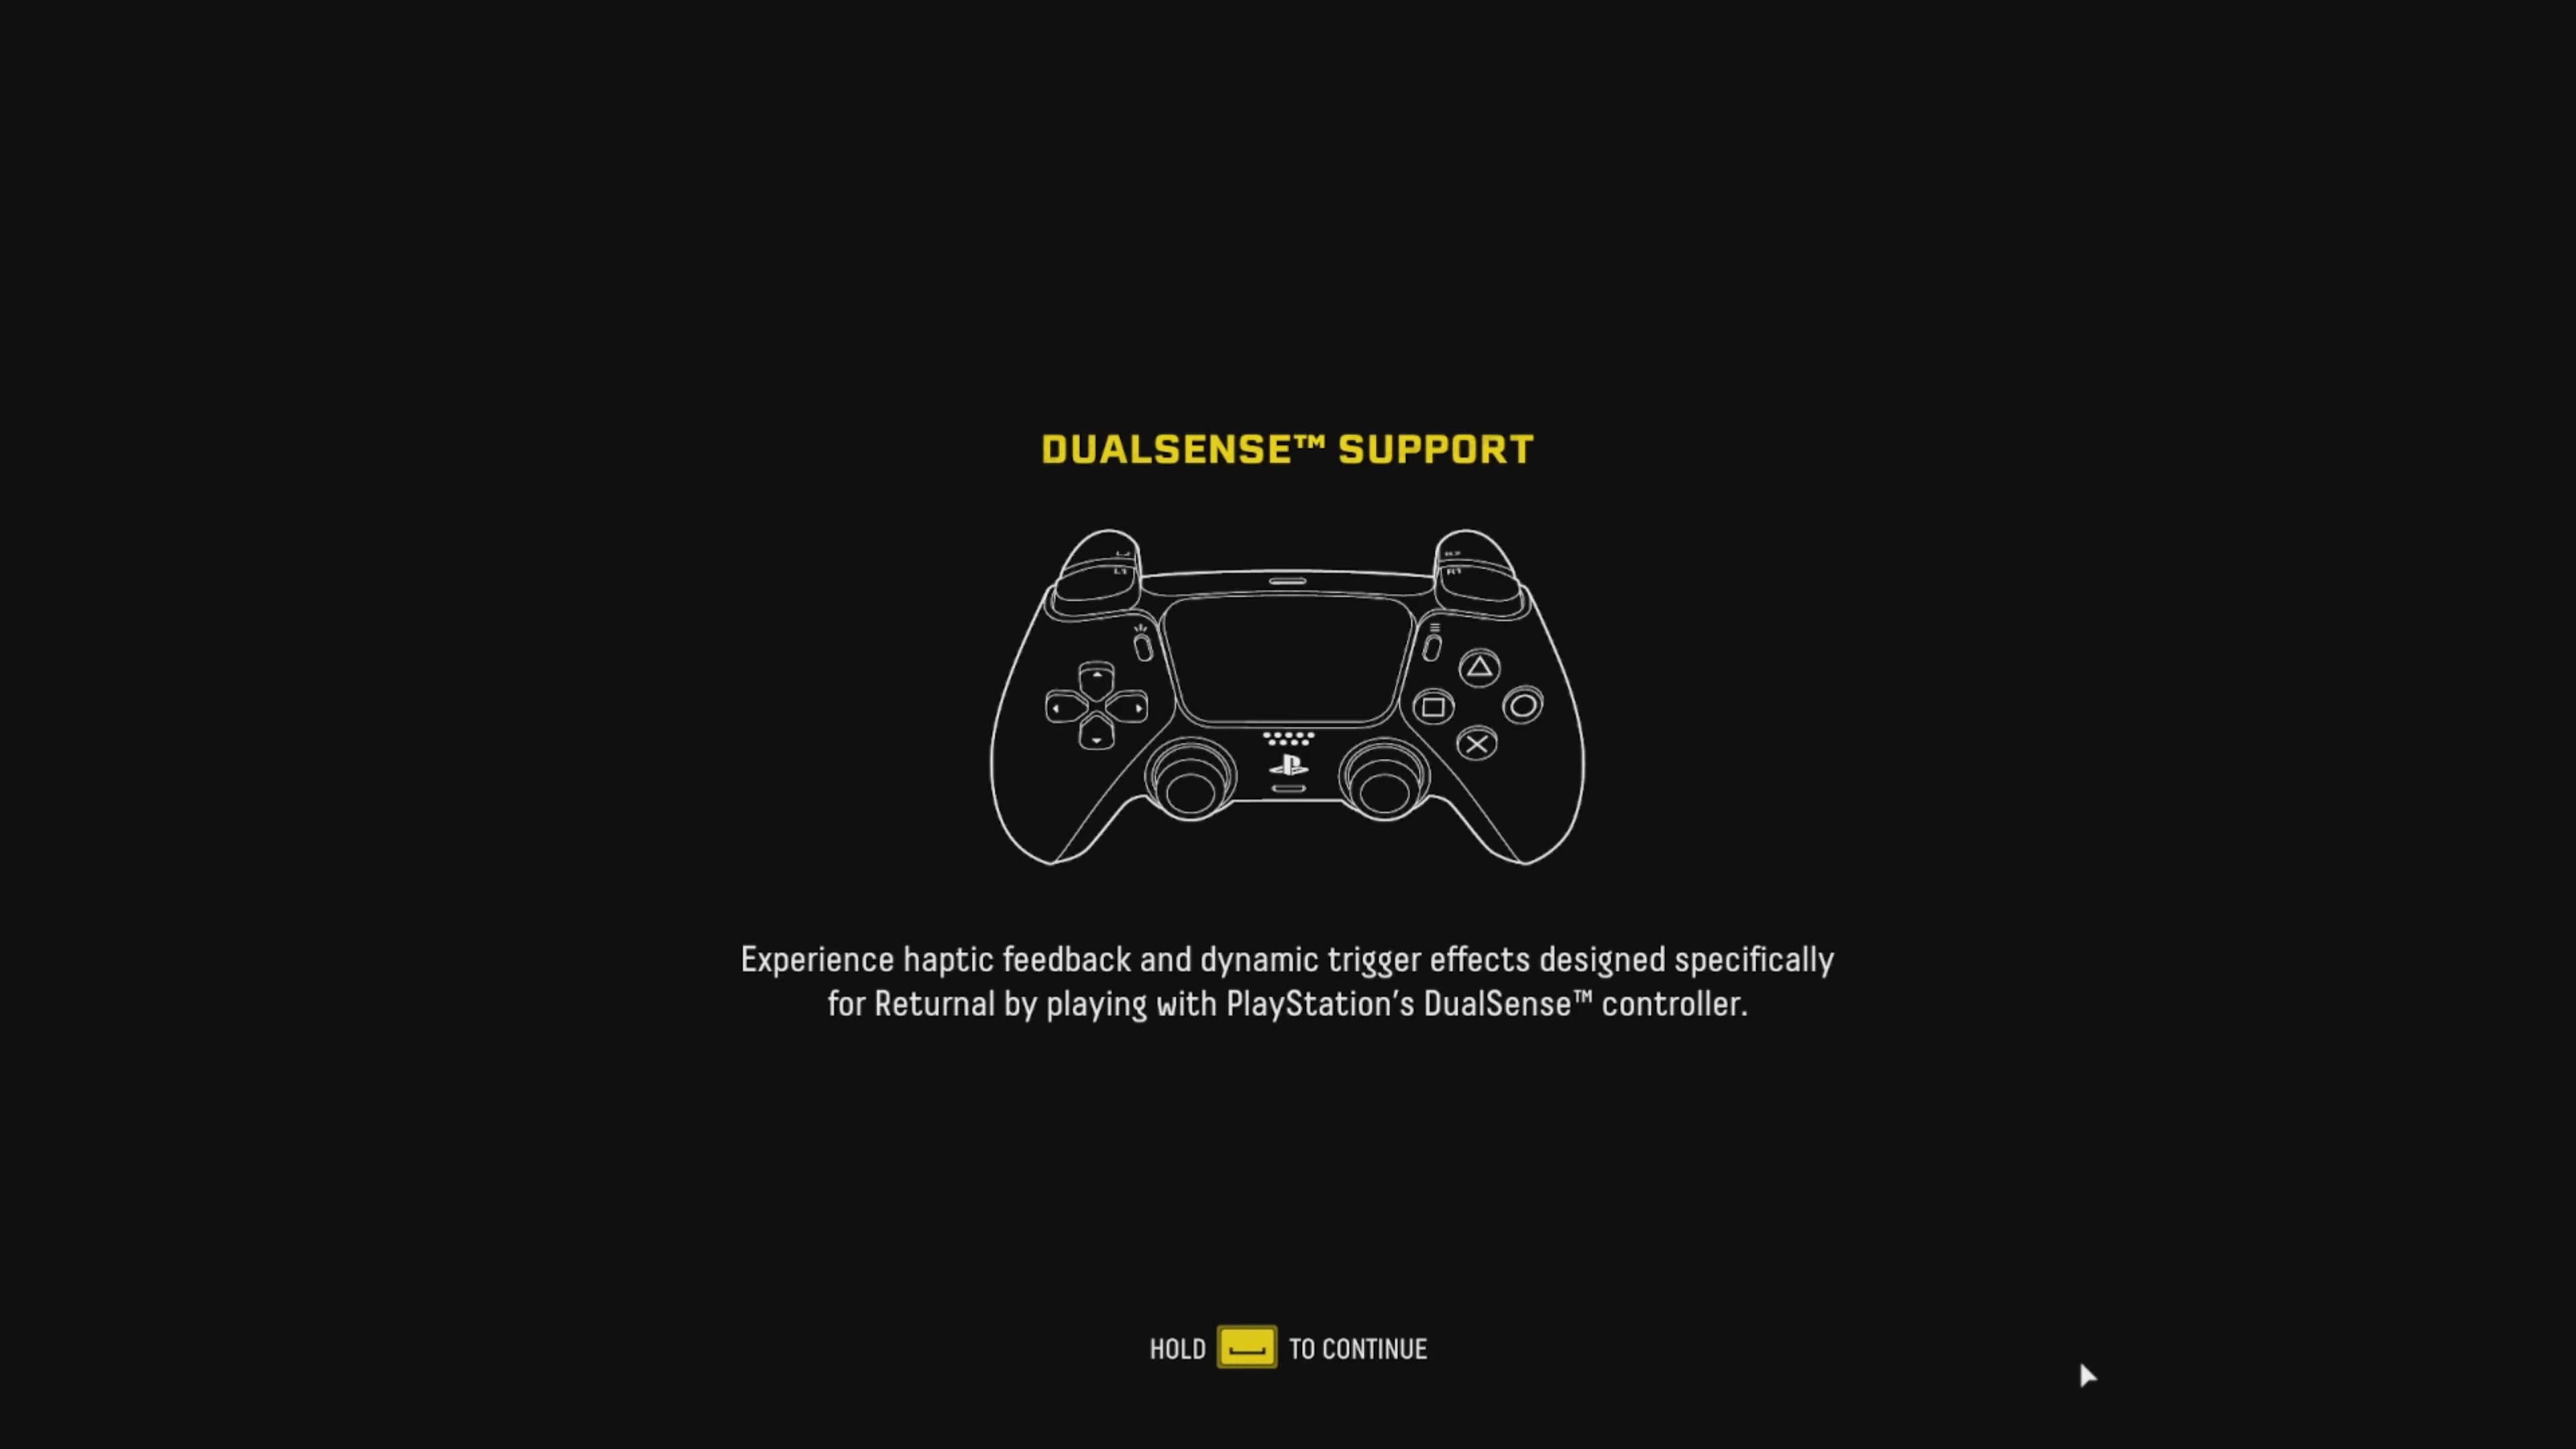 DUALSENSE™ SUPPORT
Experience haptic feedback and dynamic trigger effects designed specifically
for Returnal by playing with PlayStation's DualSense™ controller.
HOLD TO CONTINUE